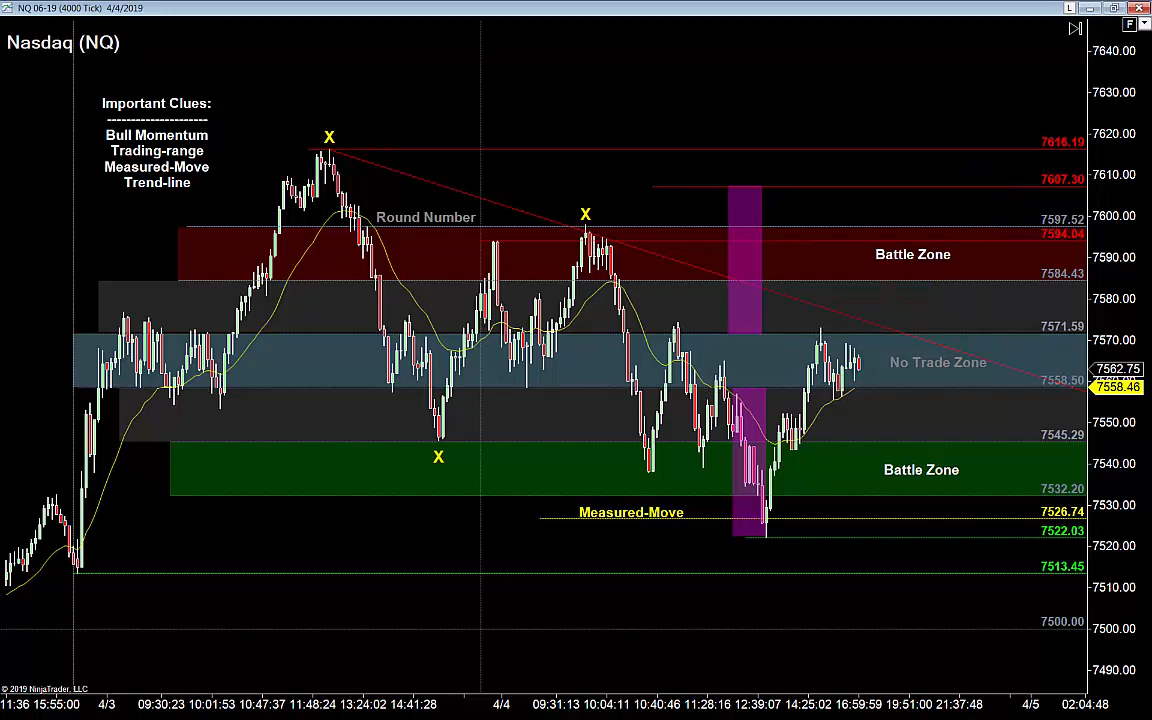 NQ 06-19 (4000 Tick) 4/4/2019
L
F
Nasdaq (NQ)
Important Clues:
---------------------
Bull Momentum
Trading-range
Measured-Move
Trend-line
X
X
X
Round Number
Battle Zone
No Trade Zone
Battle Zone
Measured-Move
7616.19
7607.30
7597.52
7594.04
7584.43
7571.59
7558.50
7545.29
7532.20
7526.74
7522.03
7513.45
7500.00
7640.00
7630.00
7620.00
7610.00
7600.00
7590.00
7580.00
7570.00
7562.75
7558.46
7550.00
7540.00
7530.00
7520.00
7510.00
7500.00
7490.00
© 2019 NinjaTrader, LLC
11:36 15:55:00 4/3 09:30:23 10:01:53 10:47:37 11:48:24 13:24:02 14:41:28 4/4 09:31:13 10:04:11 10:40:46 11:28:16 12:39:07 14:25:02 16:59:59 19:51:00 21:37:48 4/5 02:04:48